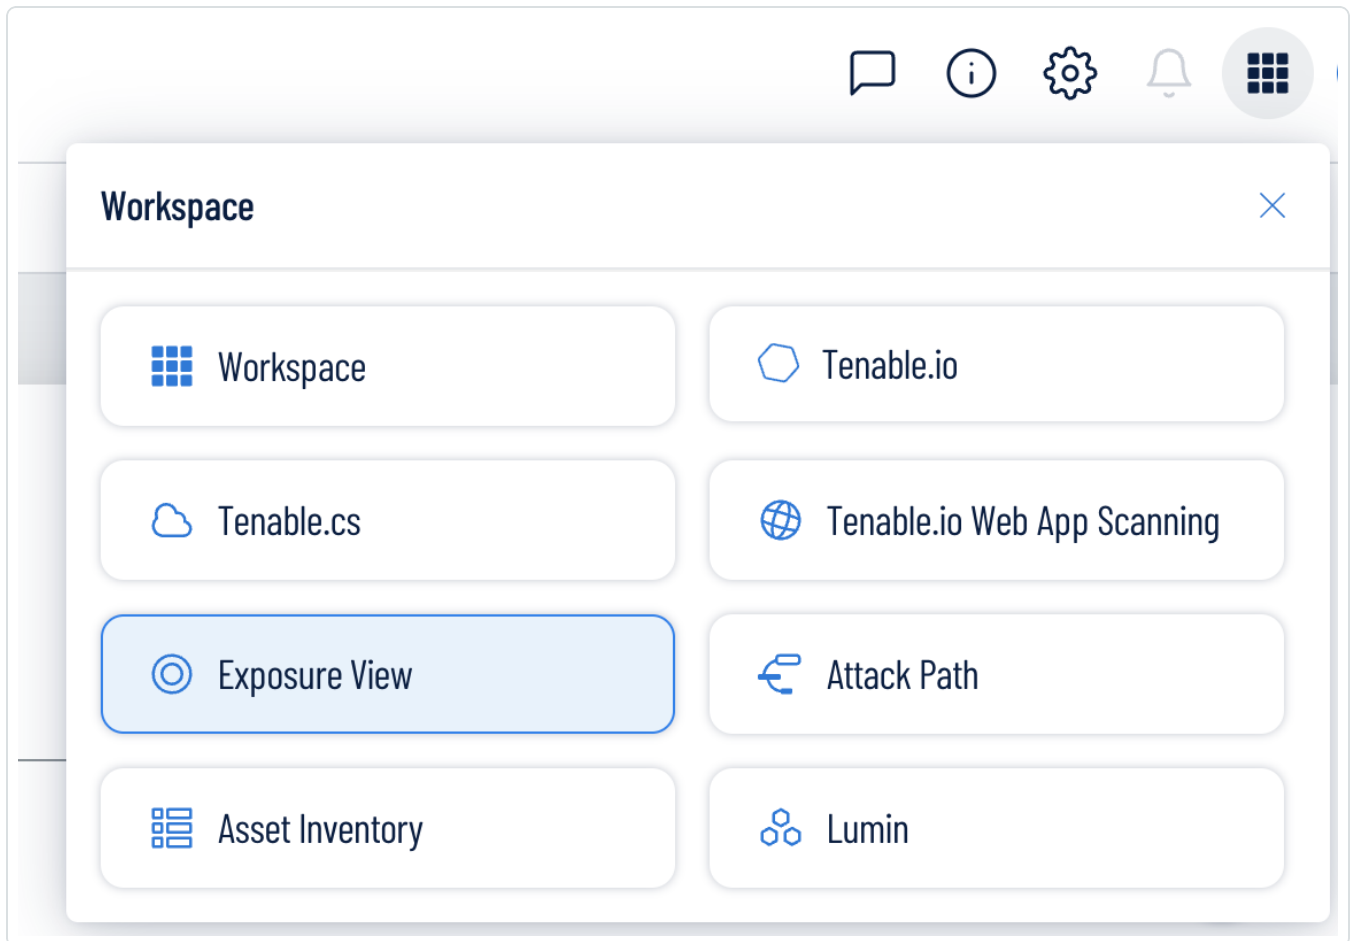 Workspace
Workspace
Tenable.io
Tenable.cs
Tenable.io Web App Scanning
Exposure View
Attack Path
Asset Inventory
Lumin